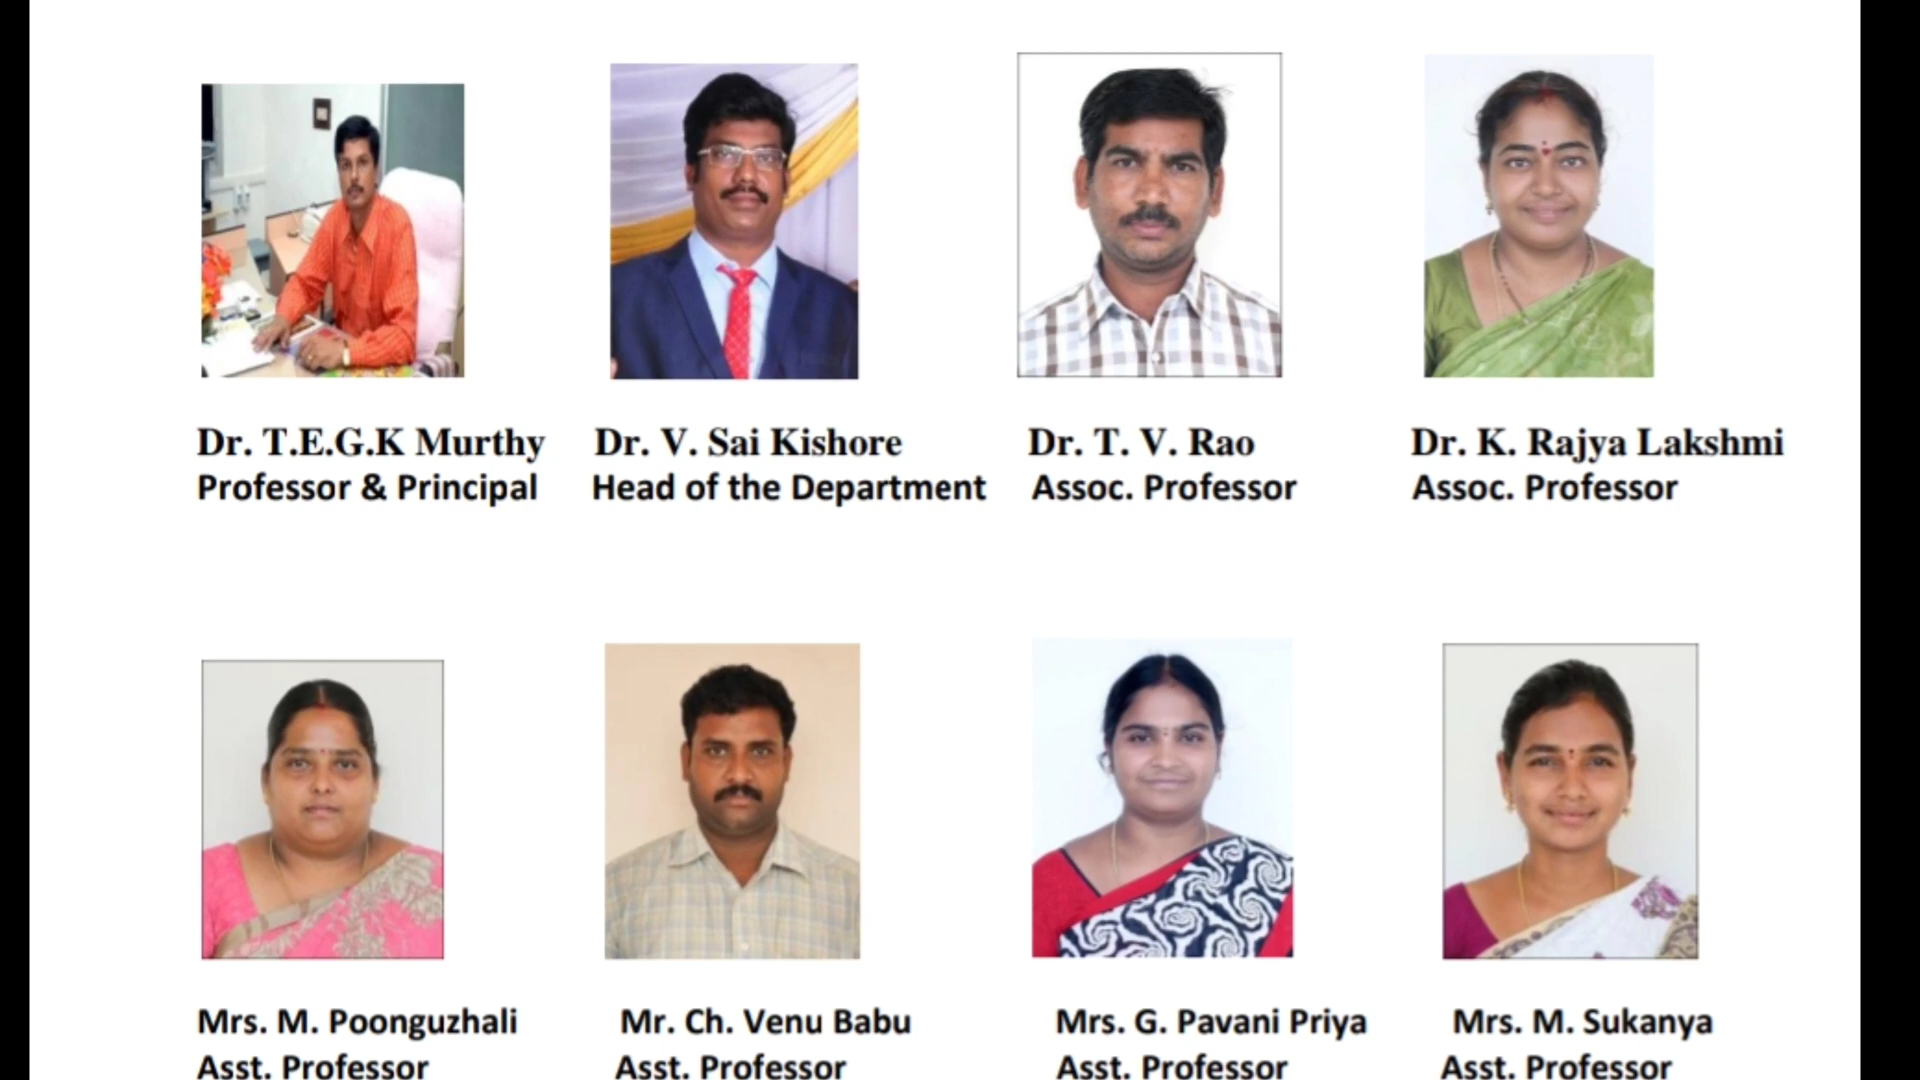 Dr. T.E.G.K Murthy
Professor & Principal
Dr. V. Sai Kishore
Head of the Department
Dr. T. V. Rao
Assoc. Professor
Dr. K. Rajya Lakshmi
Assoc. Professor
Mrs. M. Poonguzhali
Asst. Professor
Mr. Ch. Venu Babu
Asst. Professor
Mrs. G. Pavani Priya
Asst. Professor
Mrs. M. Sukanya
Asst. Professor